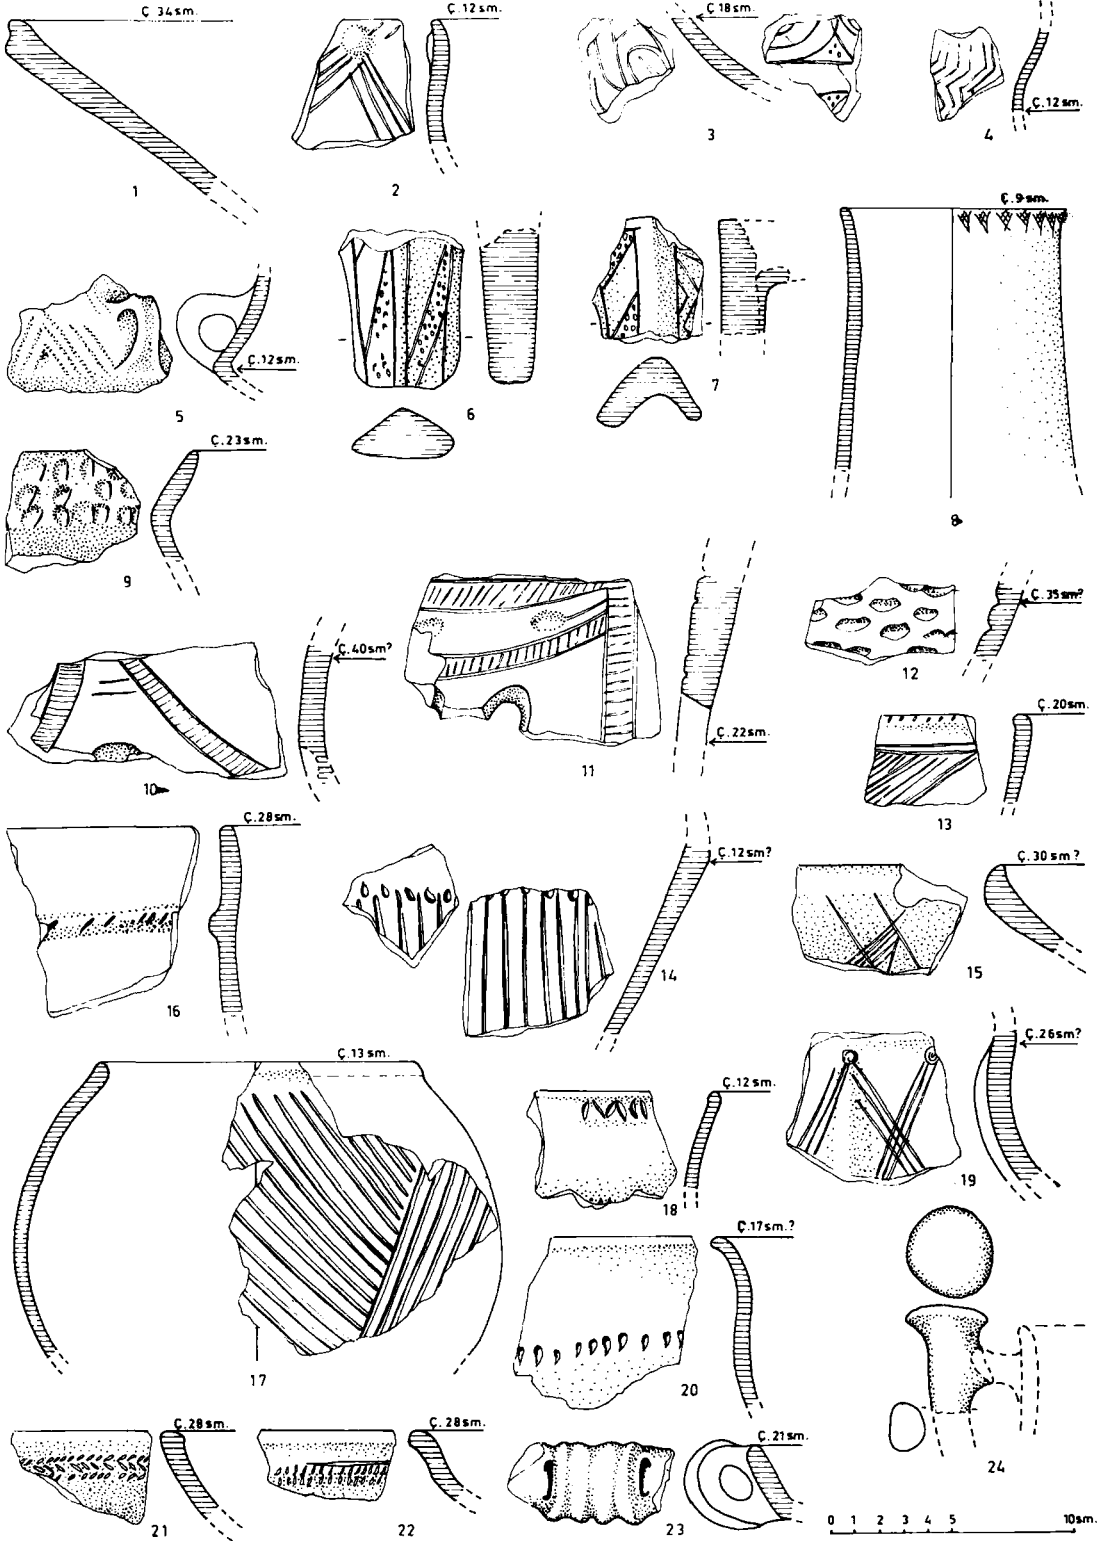 Ç 34sm.
1
Ç.12sm.
2
Ç18sm.
3
Ç.12sm.
4
5
Ç.12sm.
6
7
Ç.9sm.
8
Ç.23sm.
9
Ç.40sm?
10
11
Ç.22sm.
Ç.35sm?
12
Ç.20sm.
13
Ç.28sm.
16
Ç.12sm?
14
Ç.30sm?
15
Ç.13sm.
17
Ç.12sm.
18
Ç.26sm?
19
Ç.17sm.?
20
24
Ç.28sm.
21
Ç.28sm.
22
Ç.21sm.
23
0 1 2 3 4 5 10sm.